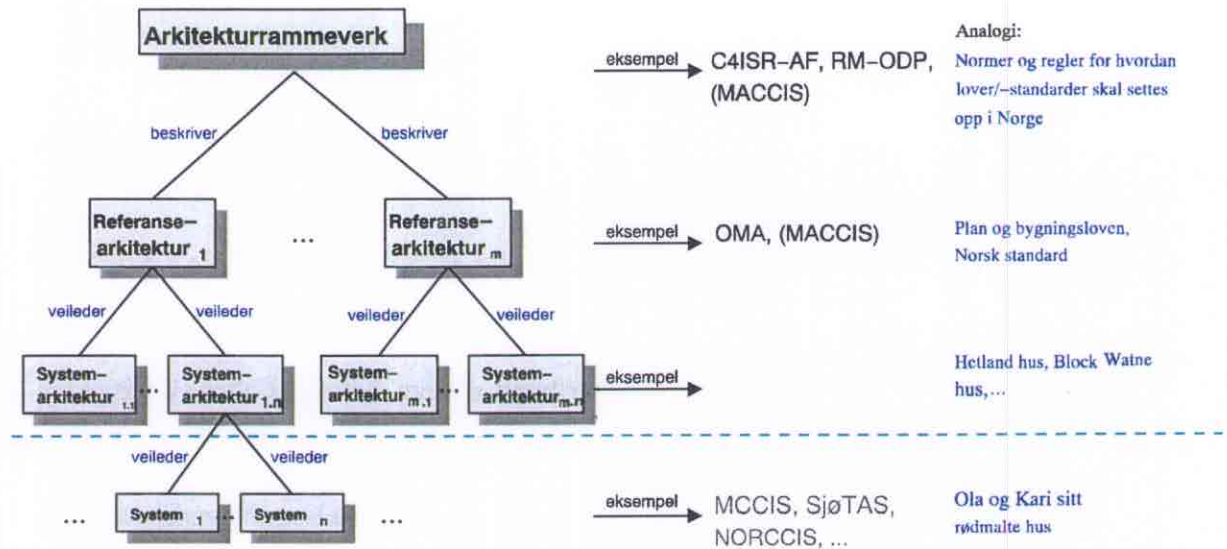 Arkitekturrammeverk
eksempel
C4ISR–AF, RM–ODP,
(MACCIS)
Analogi:
Normer og regler for hvordan
lover/–standarder skal settes
opp i Norge
beskriver
beskriver
Referanse–
arkitektur 1
...
Referanse–
arkitektur m
eksempel
OMA, (MACCIS)
Plan og bygningsloven,
Norsk standard
veileder
veileder
veileder
veileder
System–
arkitektur 1.1
...
System–
arkitektur 1.n
System–
arkitektur m.1
...
System–
arkitektur m.n
eksempel
Hetland hus, Block Watne
hus,...
veileder
veileder
...
System 1
...
System n
...
eksempel
MCCIS, SjøTAS,
NORCCIS, ...
Ola og Kari sitt
rødmalte hus